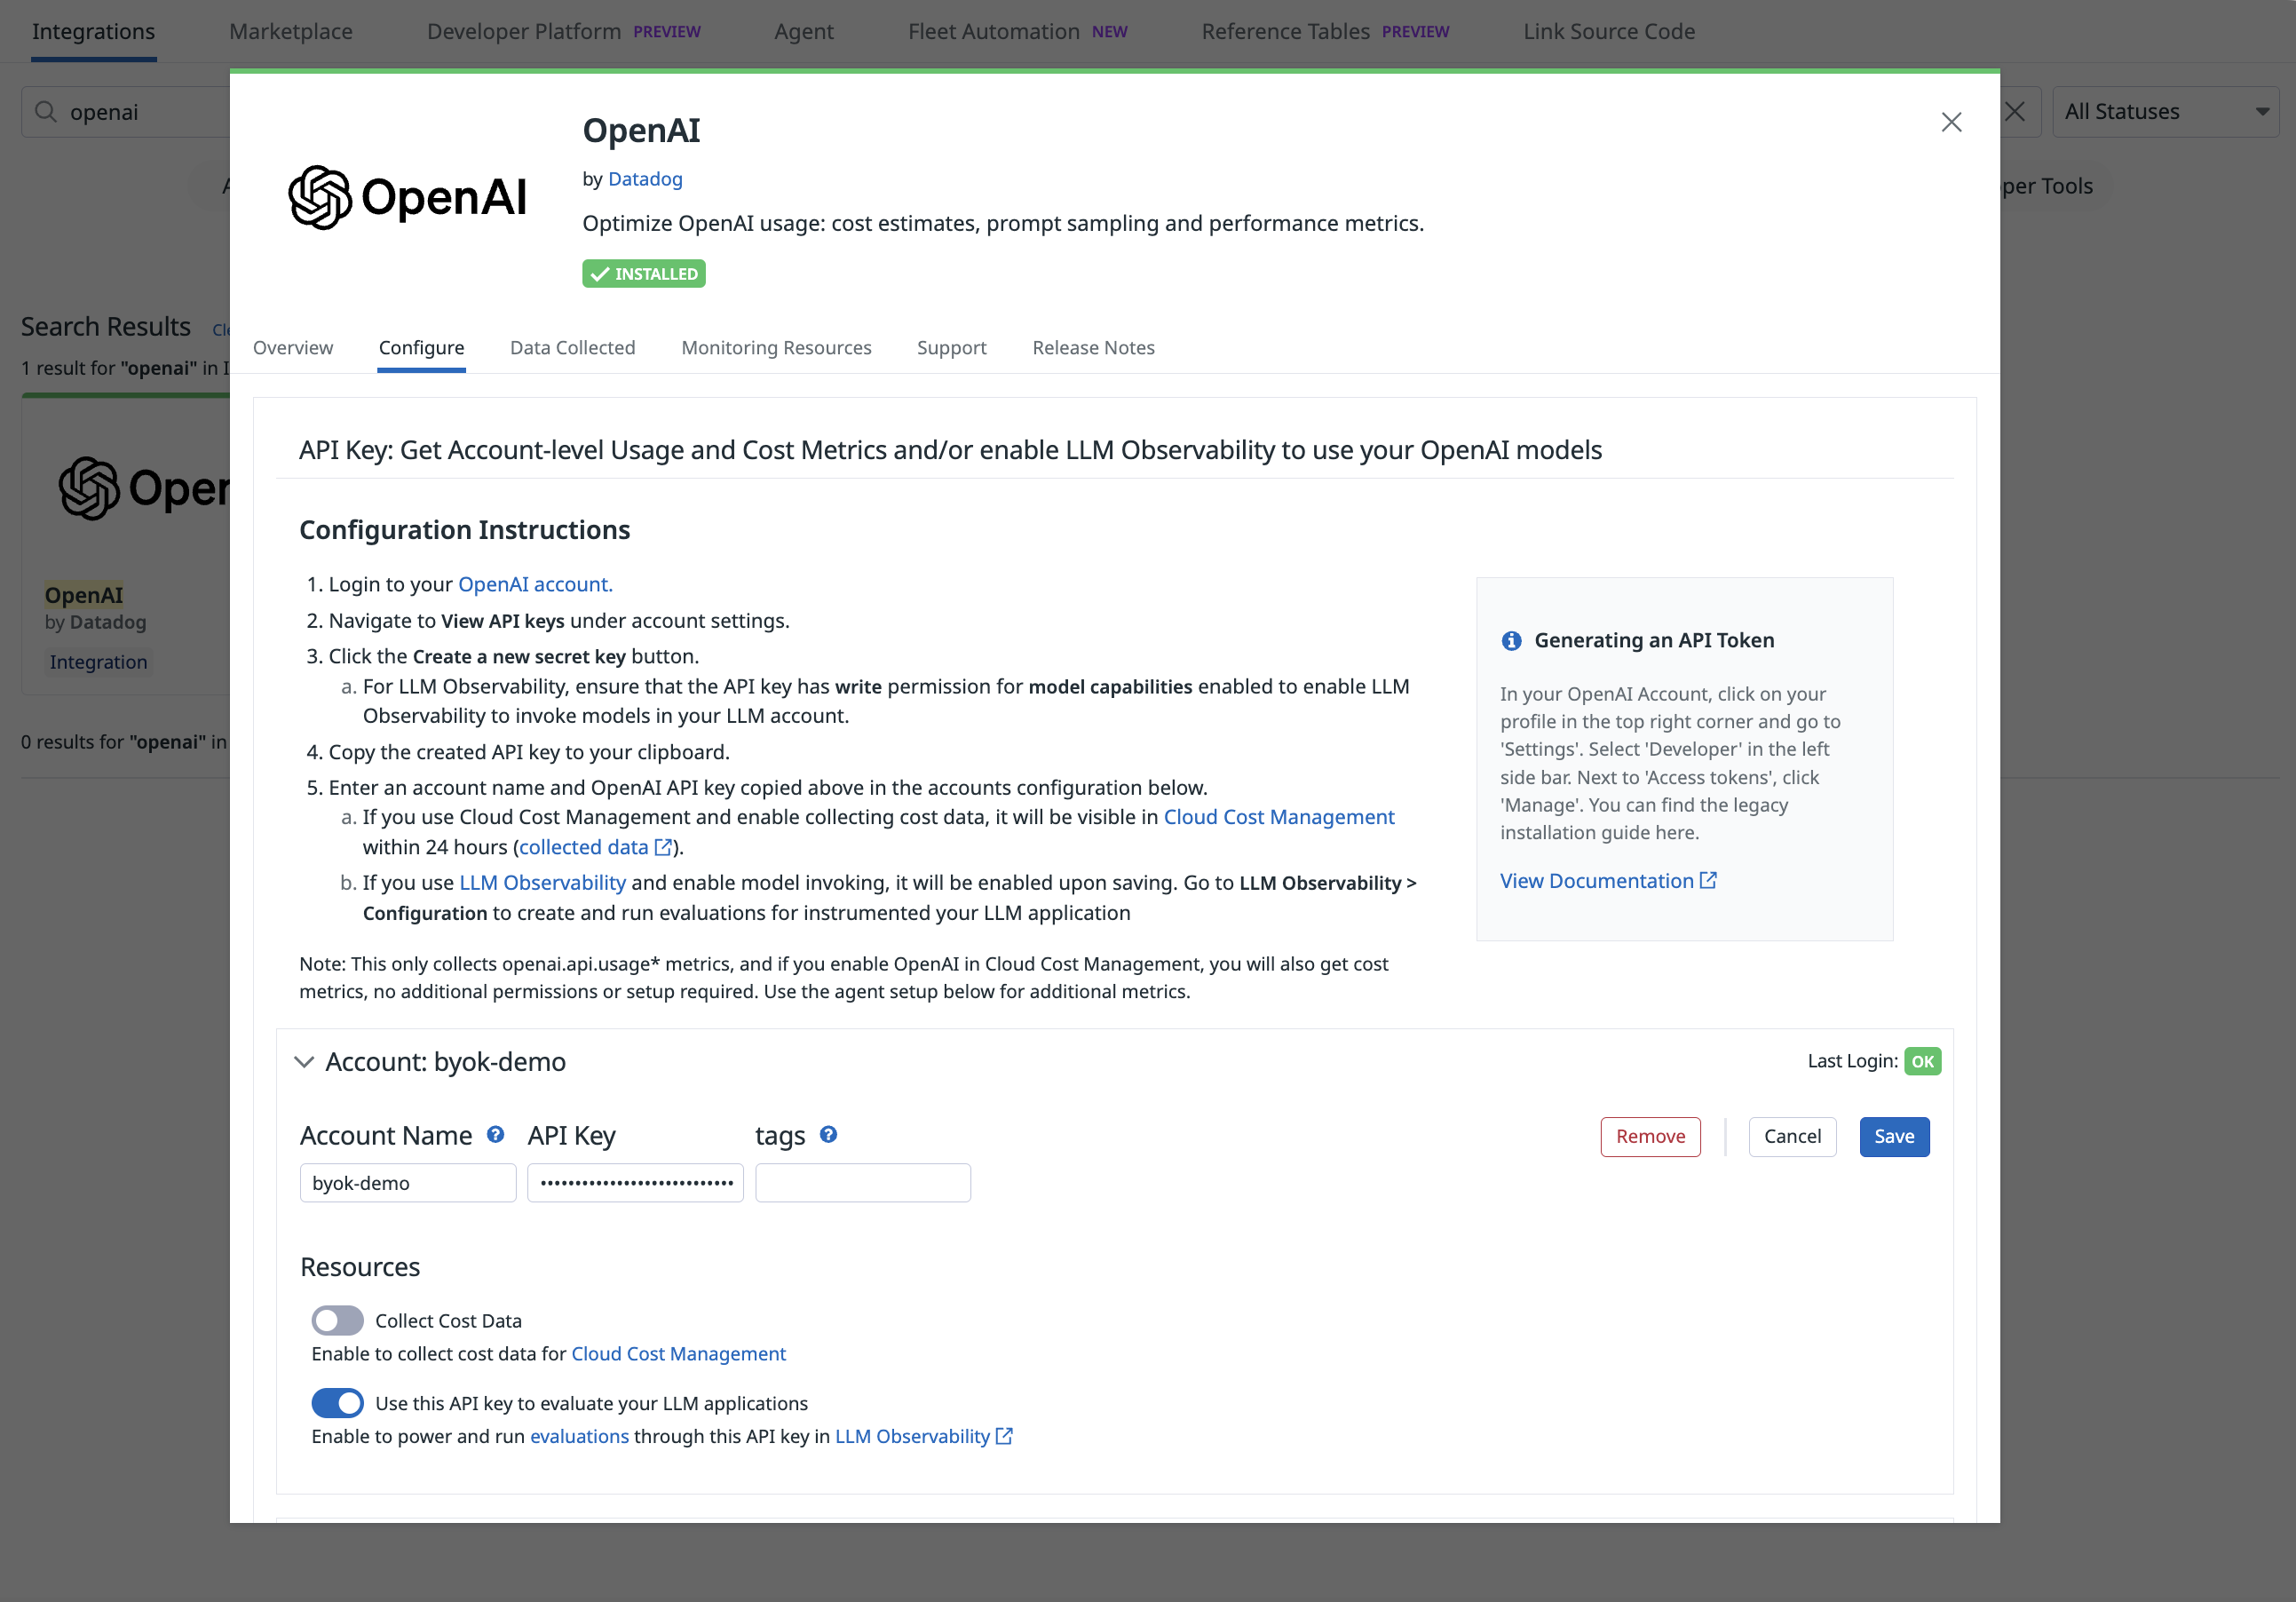 Integrations Marketplace Developer Platform PREVIEW Agent Fleet Automation NEW Reference Tables PREVIEW Link Source Code
openai
All Statuses
per Tools
Search Results
1 result for "openai" in
OpenAI
by Datadog
Integration
0 results for "openai" in
OpenAI
OpenAI
by Datadog
Optimize OpenAI usage: cost estimates, prompt sampling and performance metrics.
INSTALLED
Overview Configure Data Collected Monitoring Resources Support Release Notes
API Key: Get Account-level Usage and Cost Metrics and/or enable LLM Observability to use your OpenAI models
Configuration Instructions
1. Login to your OpenAI account.
2. Navigate to View API keys under account settings.
3. Click the Create a new secret key button.
a. For LLM Observability, ensure that the API key has write permission for model capabilities enabled to enable LLM
Observability to invoke models in your LLM account.
4. Copy the created API key to your clipboard.
5. Enter an account name and OpenAI API key copied above in the accounts configuration below.
a. If you use Cloud Cost Management and enable collecting cost data, it will be visible in Cloud Cost Management
within 24 hours (collected data).
b. If you use LLM Observability and enable model invoking, it will be enabled upon saving. Go to LLM Observability >
Configuration to create and run evaluations for instrumented your LLM application
Note: This only collects openai.api.usage* metrics, and if you enable OpenAI in Cloud Cost Management, you will also get cost
metrics, no additional permissions or setup required. Use the agent setup below for additional metrics.
Generating an API Token
In your OpenAI Account, click on your
profile in the top right corner and go to
'Settings'. Select 'Developer' in the left
side bar. Next to 'Access tokens', click
'Manage'. You can find the legacy
installation guide here.
View Documentation
Account: byok-demo
Last Login: OK
Account Name API Key tags
Remove Cancel Save
byok-demo ••••••••••••••••••••••••••••
Resources
Collect Cost Data
Enable to collect cost data for Cloud Cost Management
Use this API key to evaluate your LLM applications
Enable to power and run evaluations through this API key in LLM Observability